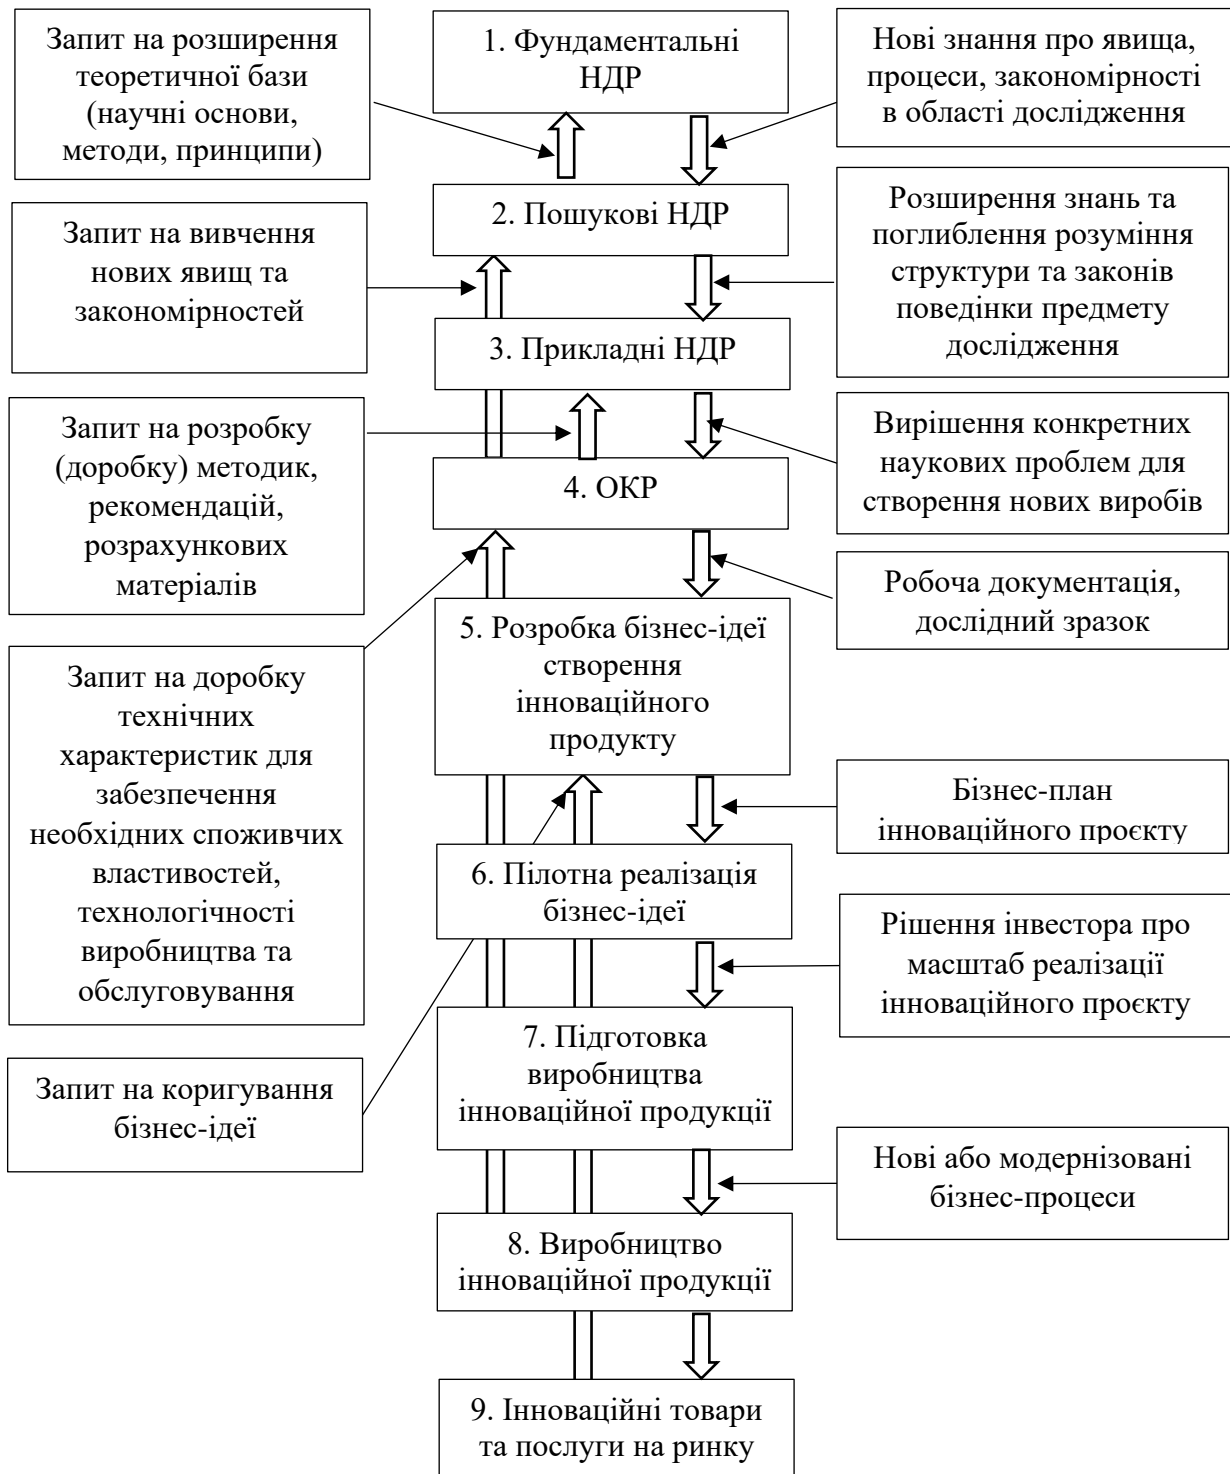 Запит на розширення
теоретичної бази
(научні основи,
методи, принципи)
1. Фундаментальні
НДР
Нові знання про явища,
процеси, закономірності
в області дослідження
2. Пошукові НДР
Запит на вивчення
нових явищ та
закономірностей
Розширення знань та
поглиблення розуміння
структури та законів
поведінки предмету
дослідження
3. Прикладні НДР
Запит на розробку
(доробку) методик,
рекомендацій,
розрахункових
матеріалів
Вирішення конкретних
наукових проблем для
створення нових виробів
4. ОКР
Робоча документація,
дослідний зразок
5. Розробка бізнес-ідеї
створення
інноваційного
продукту
Запит на доробку
технічних
характеристик для
забезпечення
необхідних споживчих
властивостей,
технологічності
виробництва та
обслуговування
Бізнес-план
інноваційного проєкту
6. Пілотна реалізація
бізнес-ідеї
Рішення інвестора про
масштаб реалізації
інноваційного проєкту
7. Підготовка
виробництва
інноваційної продукції
Запит на коригування
бізнес-ідеї
Нові або модернізовані
бізнес-процеси
8. Виробництво
інноваційної продукції
9. Інноваційні товари
та послуги на ринку